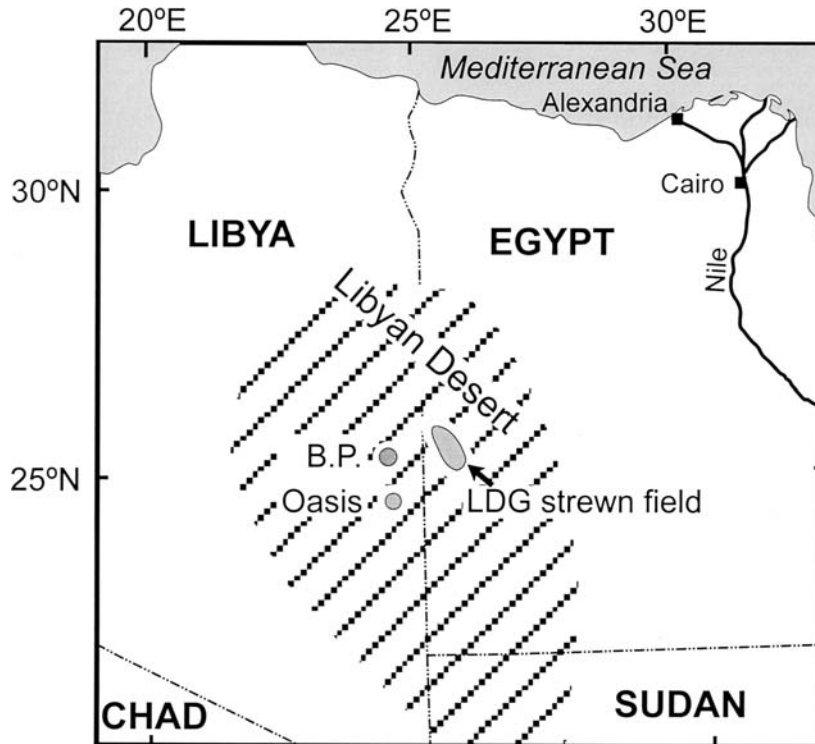 20ºE 25ºE 30ºE
Mediterranean Sea
Alexandria
30ºN
Cairo
LIBYA EGYPT
Nile
Libyan Desert
B.P.
25ºN
Oasis LDG strewn field
CHAD SUDAN